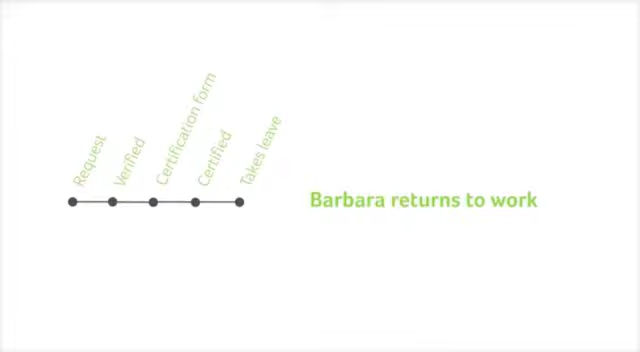 Request
Verified
Certification form
Certified
Takes leave
Barbara returns to work